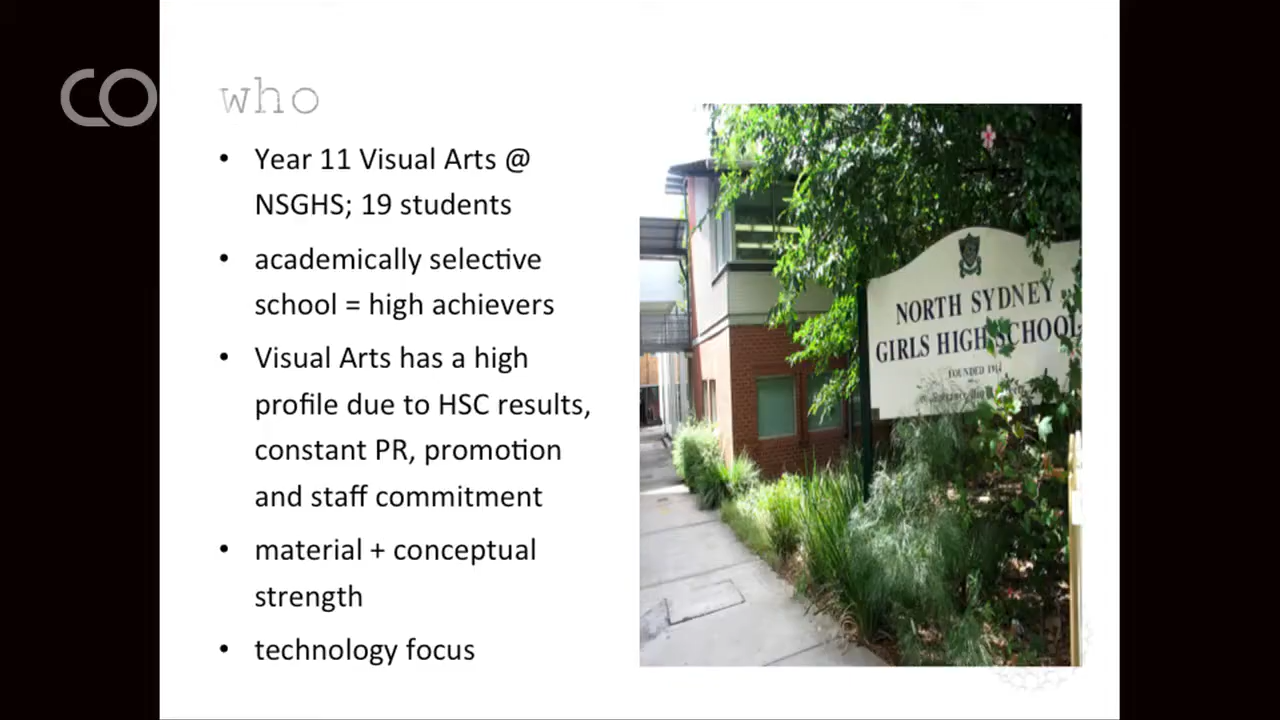 CO
who
• Year 11 Visual Arts @
NSGHS; 19 students
• academically selective
school = high achievers
• Visual Arts has a high
profile due to HSC results,
constant PR, promotion
and staff commitment
• material + conceptual
strength
• technology focus
NORTH SYDNEY
GIRLS HIGH SCHOOL
FOUNDED 1914